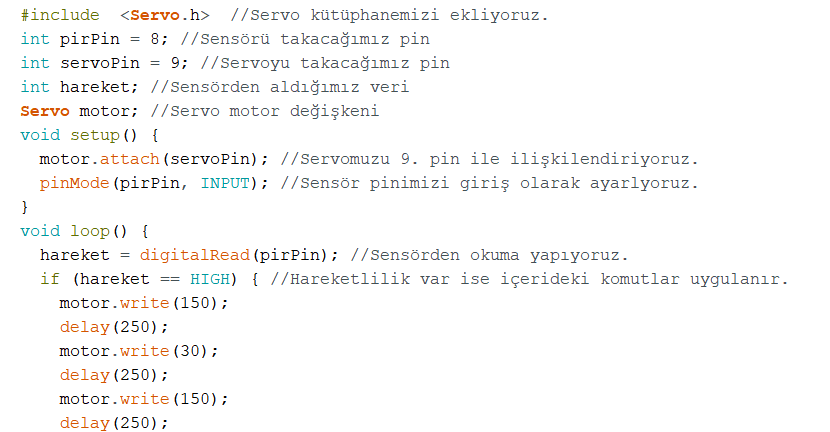 #include  <Servo.h>  //Servo kütüphanemizi ekliyoruz.
int pirPin = 8; //Sensörü takacağımız pin
int servoPin = 9; //Servoyu takacağımız pin
int hareket; //Sensörden aldığımız veri
Servo motor; //Servo motor değişkeni
void setup() {
  motor.attach(servoPin); //Servomuzu 9. pin ile ilişkilendiriyoruz.
  pinMode(pirPin, INPUT); //Sensör pinimizi giriş olarak ayarlıyoruz.
}
void loop() {
  hareket = digitalRead(pirPin); //Sensörden okuma yapıyoruz.
  if (hareket == HIGH) { //Hareketlilik var ise içerideki komutlar uygulanır.
    motor.write(150);
    delay(250);
    motor.write(30);
    delay(250);
    motor.write(150);
    delay(250);